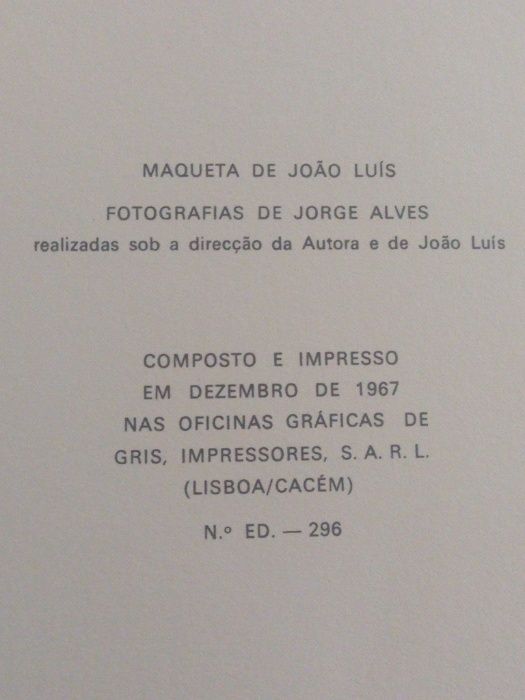 MAQUETA DE JOÃO LUÍS
FOTOGRAFIAS DE JORGE ALVES
realizadas sob a direcção da Autora e de João Luís
COMPOSTO E IMPRESSO
EM DEZEMBRO DE 1967
NAS OFICINAS GRÁFICAS DE
GRIS, IMPRESSORES, S. A. R. L.
(LISBOA/CACÉM)
N.º ED. — 296